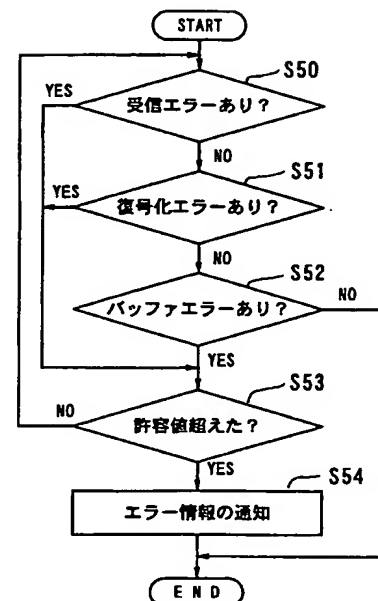 START
S50
受信エラーあり?
YES
NO
S51
復号化エラーあり?
YES
NO
S52
バッファエラーあり?
NO
YES
S53
許容値超えた?
NO
YES
S54
エラー情報の通知
END